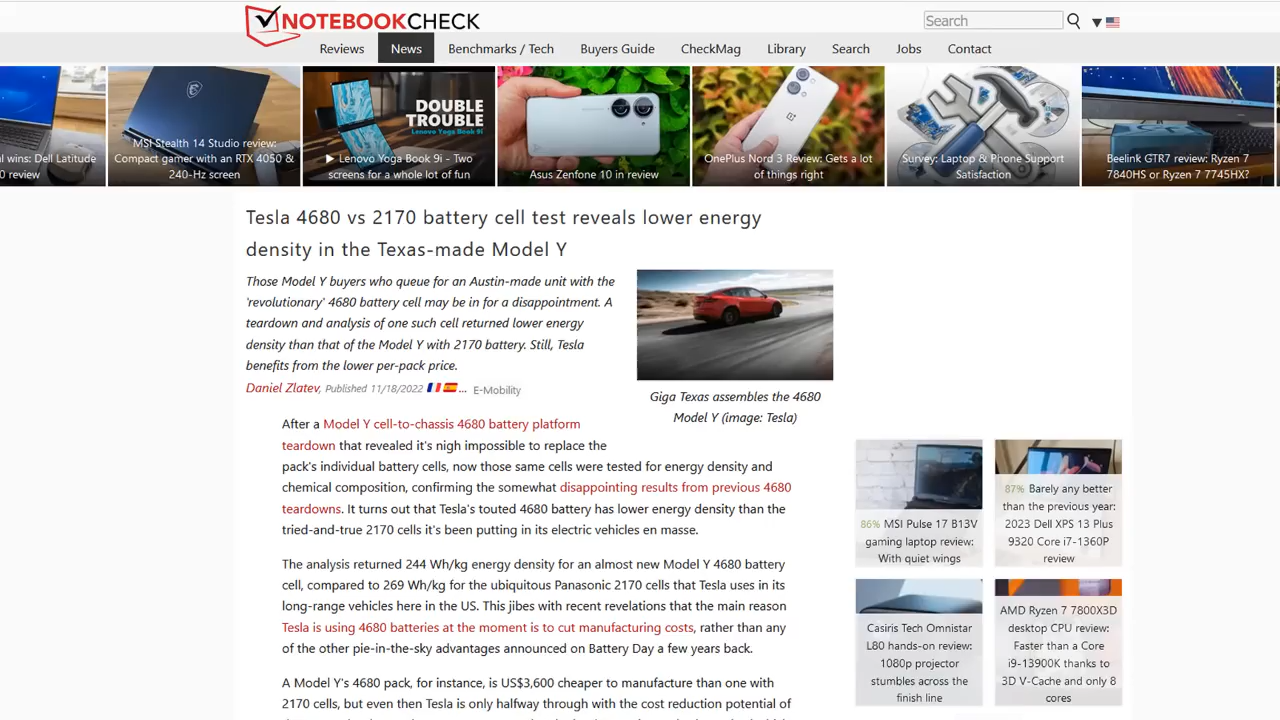 NOTEBOOKCHECK
Search
Reviews
News
Benchmarks / Tech
Buyers Guide
CheckMag
Library
Search
Jobs
Contact
al wins: Dell Latitude
0 review
MSI Stealth 14 Studio review:
Compact gamer with an RTX 4050 &
240-Hz screen
DOUBLE
TROUBLE
Lenovo Yoga Book 9i
▶ Lenovo Yoga Book 9i - Two
screens for a whole lot of fun
Asus Zenfone 10 in review
OnePlus Nord 3 Review: Gets a lot
of things right
Survey: Laptop & Phone Support
Satisfaction
Beelink GTR7 review: Ryzen 7
7840HS or Ryzen 7 7745HX?
Tesla 4680 vs 2170 battery cell test reveals lower energy
density in the Texas-made Model Y
Those Model Y buyers who queue for an Austin-made unit with the
'revolutionary' 4680 battery cell may be in for a disappointment. A
teardown and analysis of one such cell returned lower energy
density than that of the Model Y with 2170 battery. Still, Tesla
benefits from the lower per-pack price.
Daniel Zlatev, Published 11/18/2022 ... E-Mobility
Giga Texas assembles the 4680
Model Y (image: Tesla)
After a Model Y cell-to-chassis 4680 battery platform
teardown that revealed it's nigh impossible to replace the
pack's individual battery cells, now those same cells were tested for energy density and
chemical composition, confirming the somewhat disappointing results from previous 4680
teardowns. It turns out that Tesla's touted 4680 battery has lower energy density than the
tried-and-true 2170 cells it's been putting in its electric vehicles en masse.
The analysis returned 244 Wh/kg energy density for an almost new Model Y 4680 battery
cell, compared to 269 Wh/kg for the ubiquitous Panasonic 2170 cells that Tesla uses in its
long-range vehicles here in the US. This jibes with recent revelations that the main reason
Tesla is using 4680 batteries at the moment is to cut manufacturing costs, rather than any
of the other pie-in-the-sky advantages announced on Battery Day a few years back.
A Model Y's 4680 pack, for instance, is US$3,600 cheaper to manufacture than one with
2170 cells, but even then Tesla is only halfway through with the cost reduction potential of
86% MSI Pulse 17 B13V
gaming laptop review:
With quiet wings
87% Barely any better
than the previous year:
2023 Dell XPS 13 Plus
9320 Core i7-1360P
review
Casiris Tech Omnistar
L80 hands-on review:
1080p projector
stumbles across the
finish line
AMD Ryzen 7 7800X3D
desktop CPU review:
Faster than a Core
i9-13900K thanks to
3D V-Cache and only 8
cores